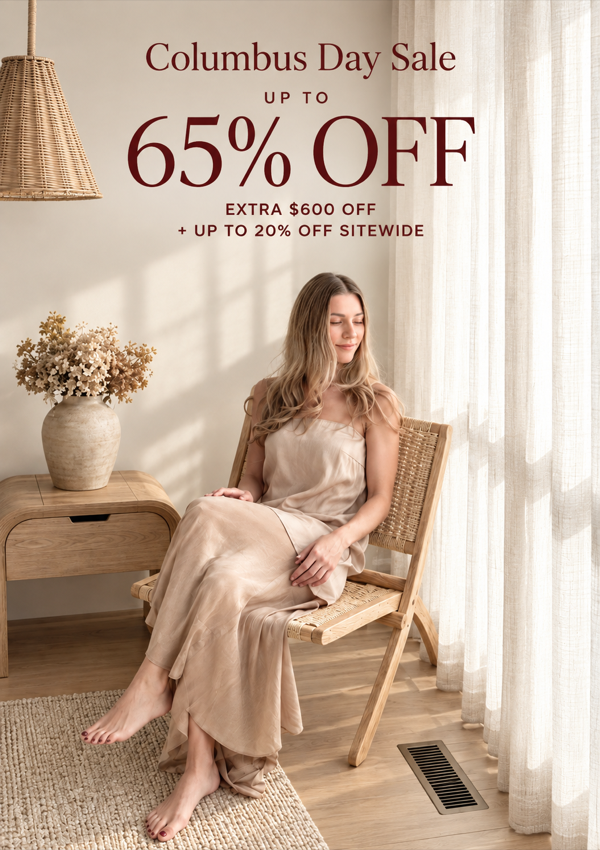 Columbus Day Sale
UP TO
65% OFF
EXTRA $600 OFF
+ UP TO 20% OFF SITEWIDE